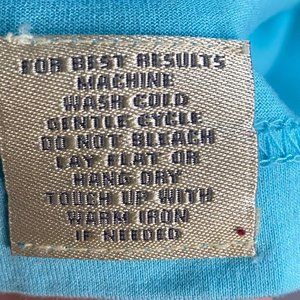 FOR BEST RESULTS
MACHINE
WASH COLD
GENTLE CYCLE
DO NOT BLEACH
LAY FLAT OR
HANG DRY
TOUCH UP WITH
WARM IRON
IF NEEDED